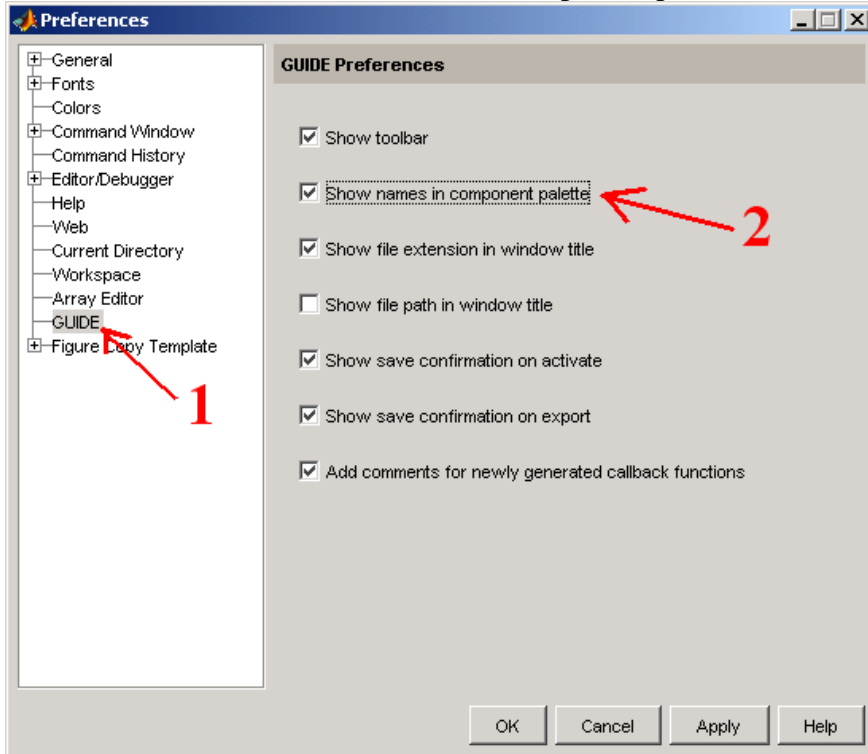 Preferences
General
Fonts
Colors
Command Window
Command History
Editor/Debugger
Help
Web
Current Directory
Workspace
Array Editor
GUIDE
Figure Copy Template
1
GUIDE Preferences
Show toolbar
Show names in component palette
2
Show file extension in window title
Show file path in window title
Show save confirmation on activate
Show save confirmation on export
Add comments for newly generated callback functions
OK Cancel Apply Help